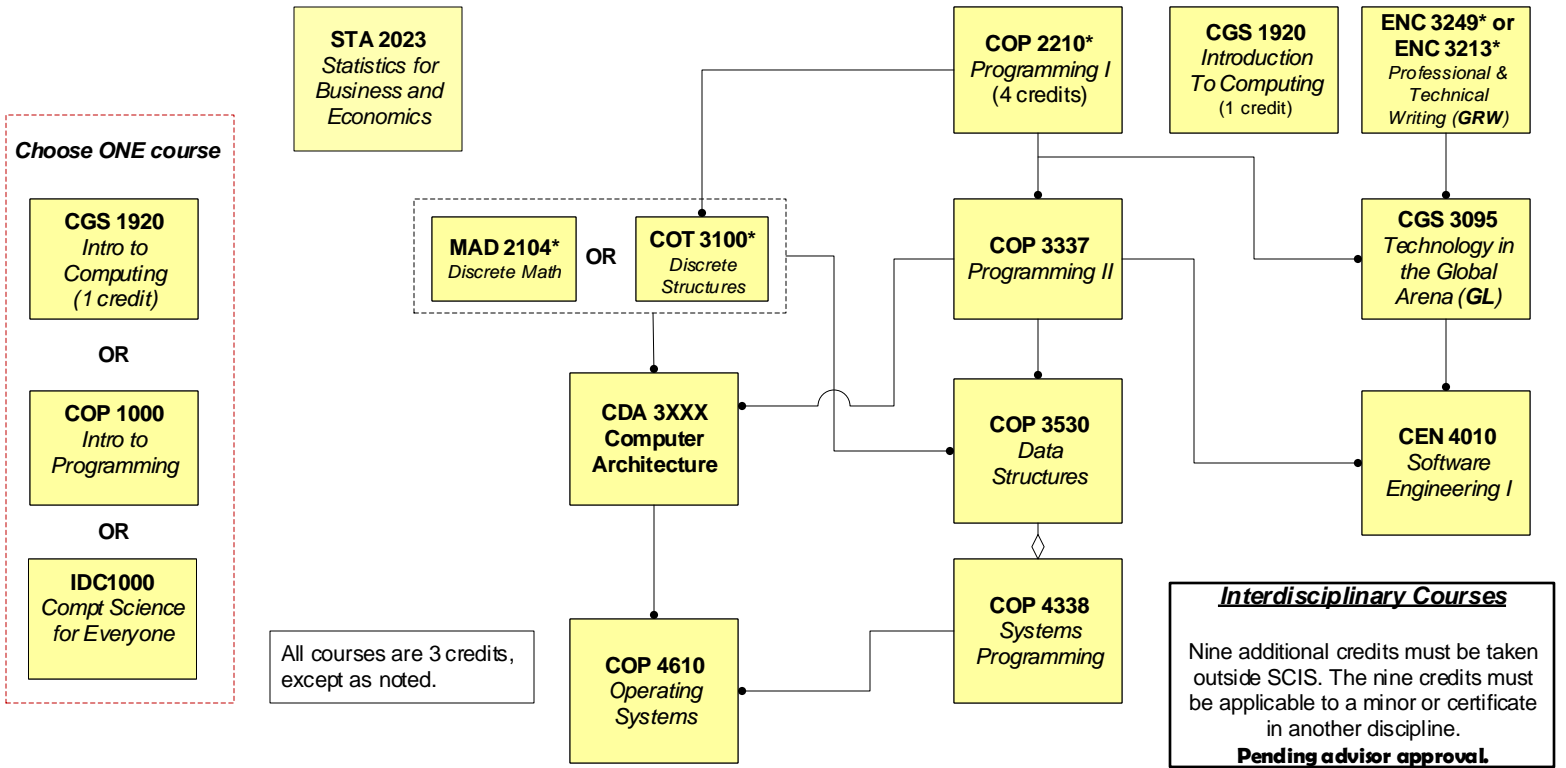 STA 2023
Statistics for
Business and
Economics
COP 2210*
Programming I
(4 credits)
CGS 1920
Introduction
To Computing
(1 credit)
ENC 3249* or
ENC 3213*
Professional &
Technical
Writing (GRW)
Choose ONE course
CGS 1920
Intro to
Computing
(1 credit)
OR
COP 1000
Intro to
Programming
OR
IDC1000
Compt Science
for Everyone
MAD 2104*
Discrete Math
OR
COT 3100*
Discrete
Structures
COP 3337
Programming II
CGS 3095
Technology in
the Global
Arena (GL)
CDA 3XXX
Computer
Architecture
COP 3530
Data
Structures
CEN 4010
Software
Engineering I
All courses are 3 credits,
except as noted.
COP 4610
Operating
Systems
COP 4338
Systems
Programming
Interdisciplinary Courses
Nine additional credits must be taken
outside SCIS. The nine credits must
be applicable to a minor or certificate
in another discipline.
Pending advisor approval.